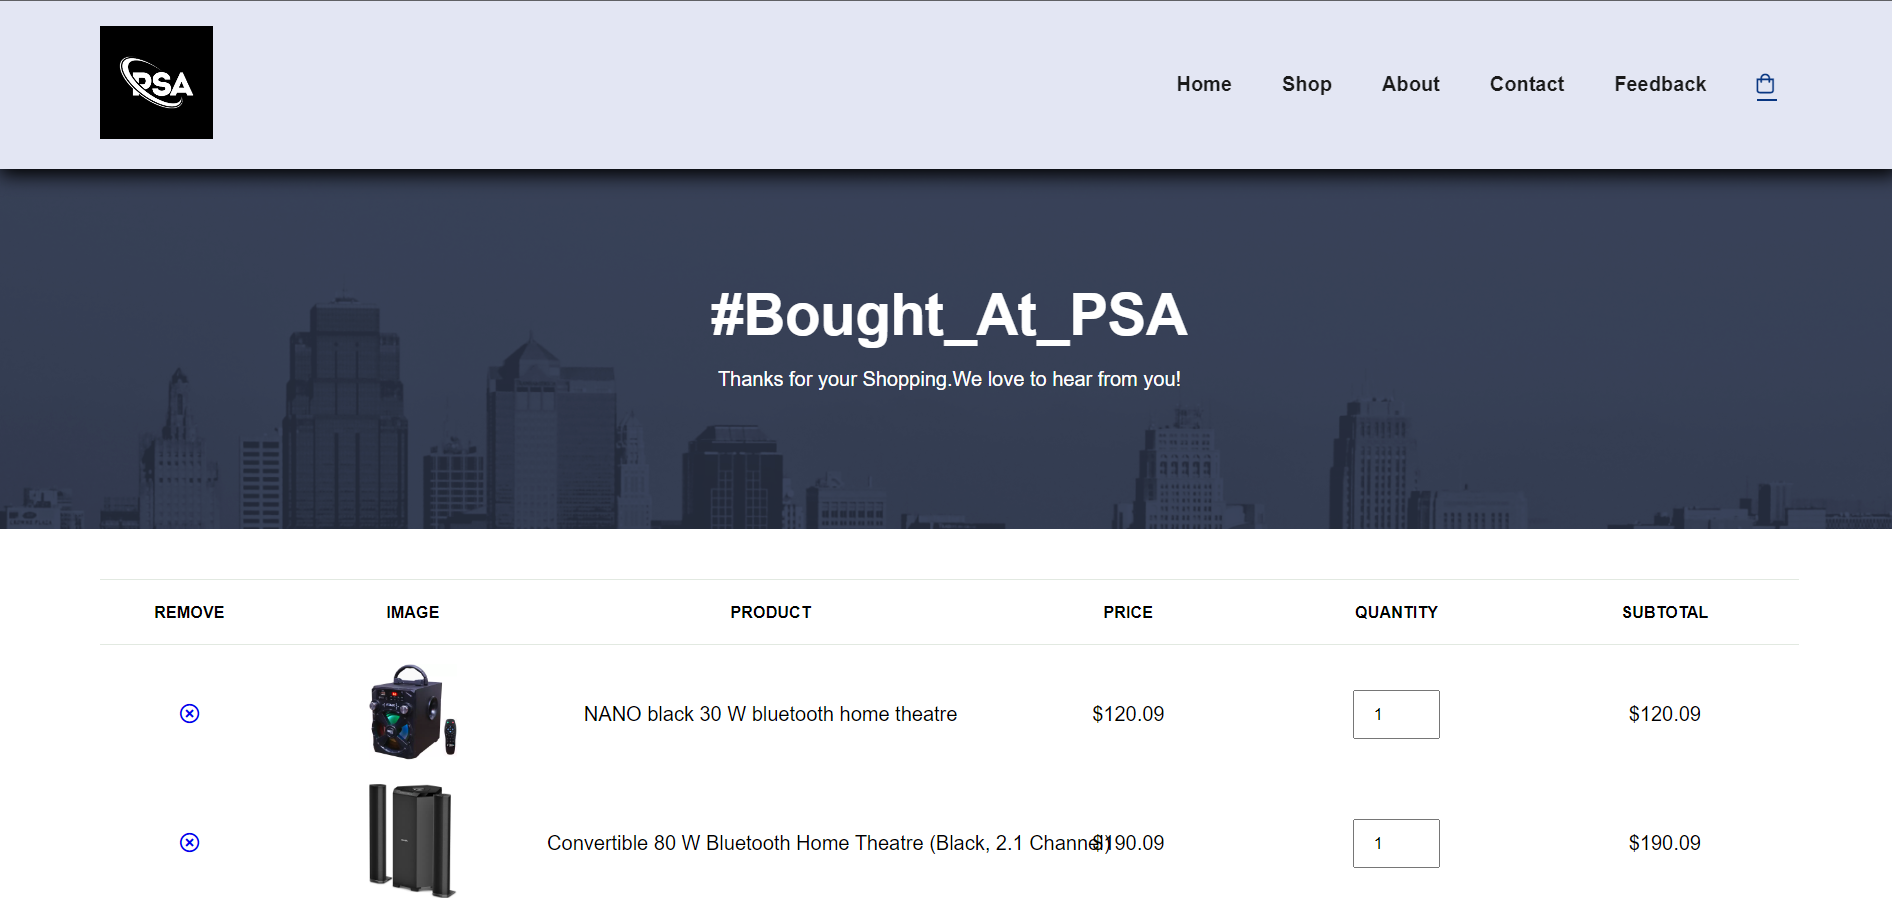 PSA
Home Shop About Contact Feedback
#Bought_At_PSA
Thanks for your Shopping.We love to hear from you!
REMOVE IMAGE PRODUCT PRICE QUANTITY SUBTOTAL
NANO black 30 W bluetooth home theatre $120.09 1 $120.09
Convertible 80 W Bluetooth Home Theatre (Black, 2.1 Channel) $190.09 1 $190.09